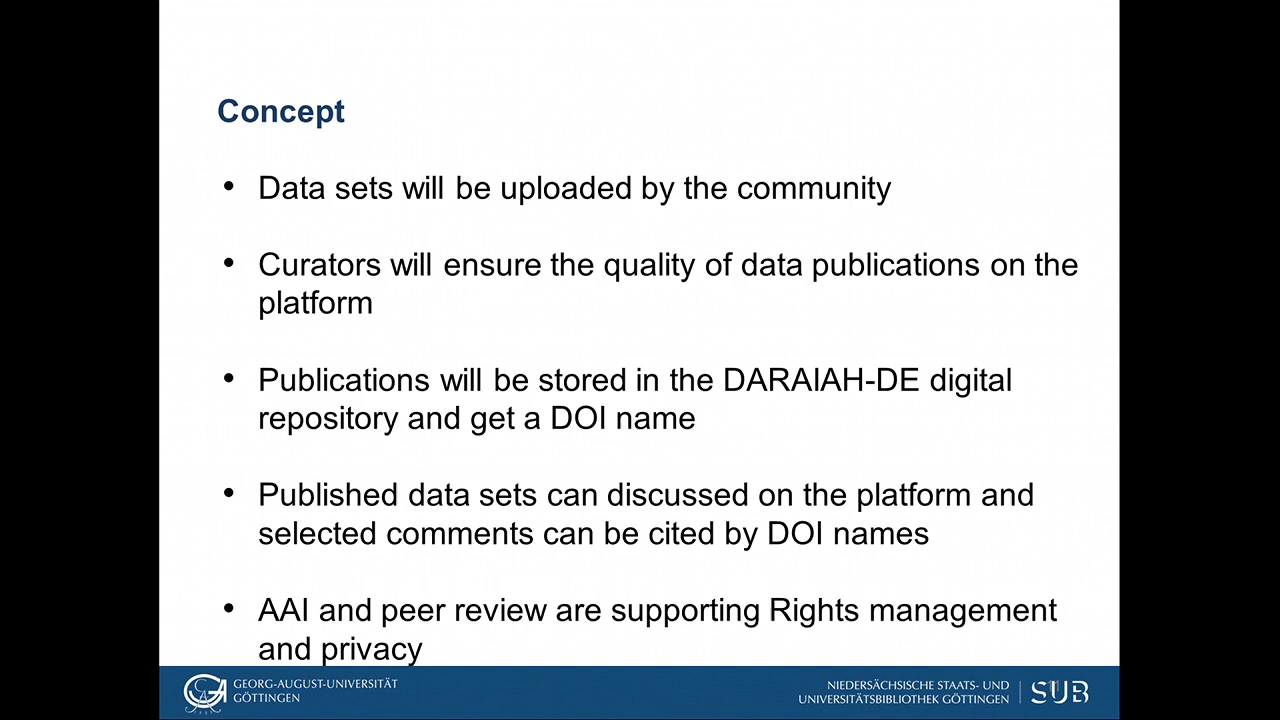 Concept
• Data sets will be uploaded by the community
• Curators will ensure the quality of data publications on the
platform
• Publications will be stored in the DARAIAH-DE digital
repository and get a DOI name
• Published data sets can discussed on the platform and
selected comments can be cited by DOI names
• AAI and peer review are supporting Rights management
and privacy
GEORG-AUGUST-UNIVERSITÄT
GÖTTINGEN
NIEDERSÄCHSISCHE STAATS- UND
UNIVERSITÄTSBIBLIOTHEK GÖTTINGEN
SUB